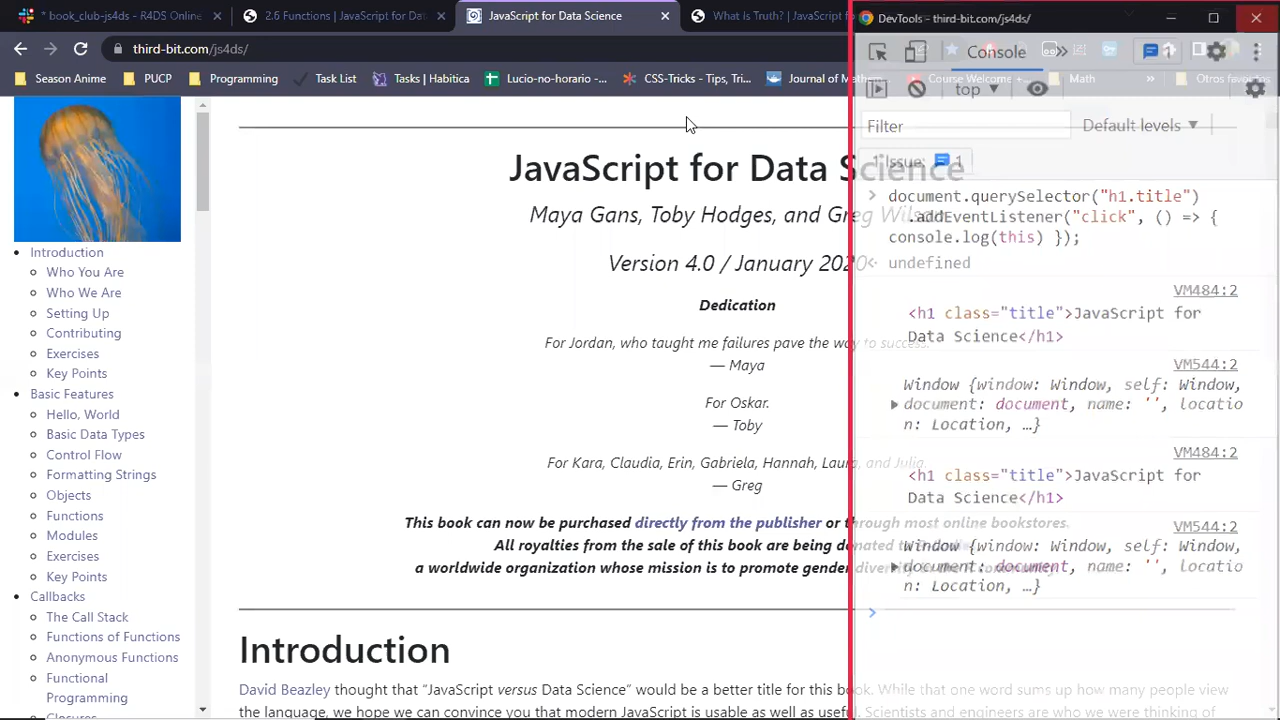 * book_club-js4ds - R4DS Online
2.6 Functions | JavaScript for Dat
JavaScript for Data Science
What Is Truth? | JavaScript f
DevTools - third-bit.com/js4ds/
third-bit.com/js4ds/
Console
Season Anime
PUCP
Programming
Task List
Tasks | Habitica
Lucio-no-horario -...
CSS-Tricks - Tips, Tri...
Journal of Mathem
Course Welcome +...
Math
Otros favoritos
top
Filter
Default levels
1 Issue: 1
document.querySelector("h1.title")
.addEventListener("click", () => {
console.log(this) });
undefined
VM484:2
<h1 class="title">JavaScript for
Data Science</h1>
VM544:2
Window {window: Window, self: Window,
document: document, name: '', locatio
n: Location, …}
VM484:2
<h1 class="title">JavaScript for
Data Science</h1>
VM544:2
Window {window: Window, self: Window,
document: document, name: '', locatio
n: Location, …}
Introduction
Who You Are
Who We Are
Setting Up
Contributing
Exercises
Key Points
Basic Features
Hello, World
Basic Data Types
Control Flow
Formatting Strings
Objects
Functions
Modules
Exercises
Key Points
Callbacks
The Call Stack
Functions of Functions
Anonymous Functions
Functional
Programming
Closures
JavaScript for Data Science
Maya Gans, Toby Hodges, and Greg Wilson
Version 4.0 / January 2020
Dedication
For Jordan, who taught me failures pave the way to success.
— Maya
For Oskar.
— Toby
For Kara, Claudia, Erin, Gabriela, Hannah, Laura, and Julia
— Greg
This book can now be purchased directly from the publisher or through most online bookstores.
All royalties from the sale of this book are being donated to
a worldwide organization whose mission is to promote gender diversity
Introduction
David Beazley thought that “JavaScript versus Data Science” would be a better title for this book. While that one word sums up how many people view
the language, we hope we can convince you that modern JavaScript is usable as well as useful. Scientists and engineers are who we were thinking of